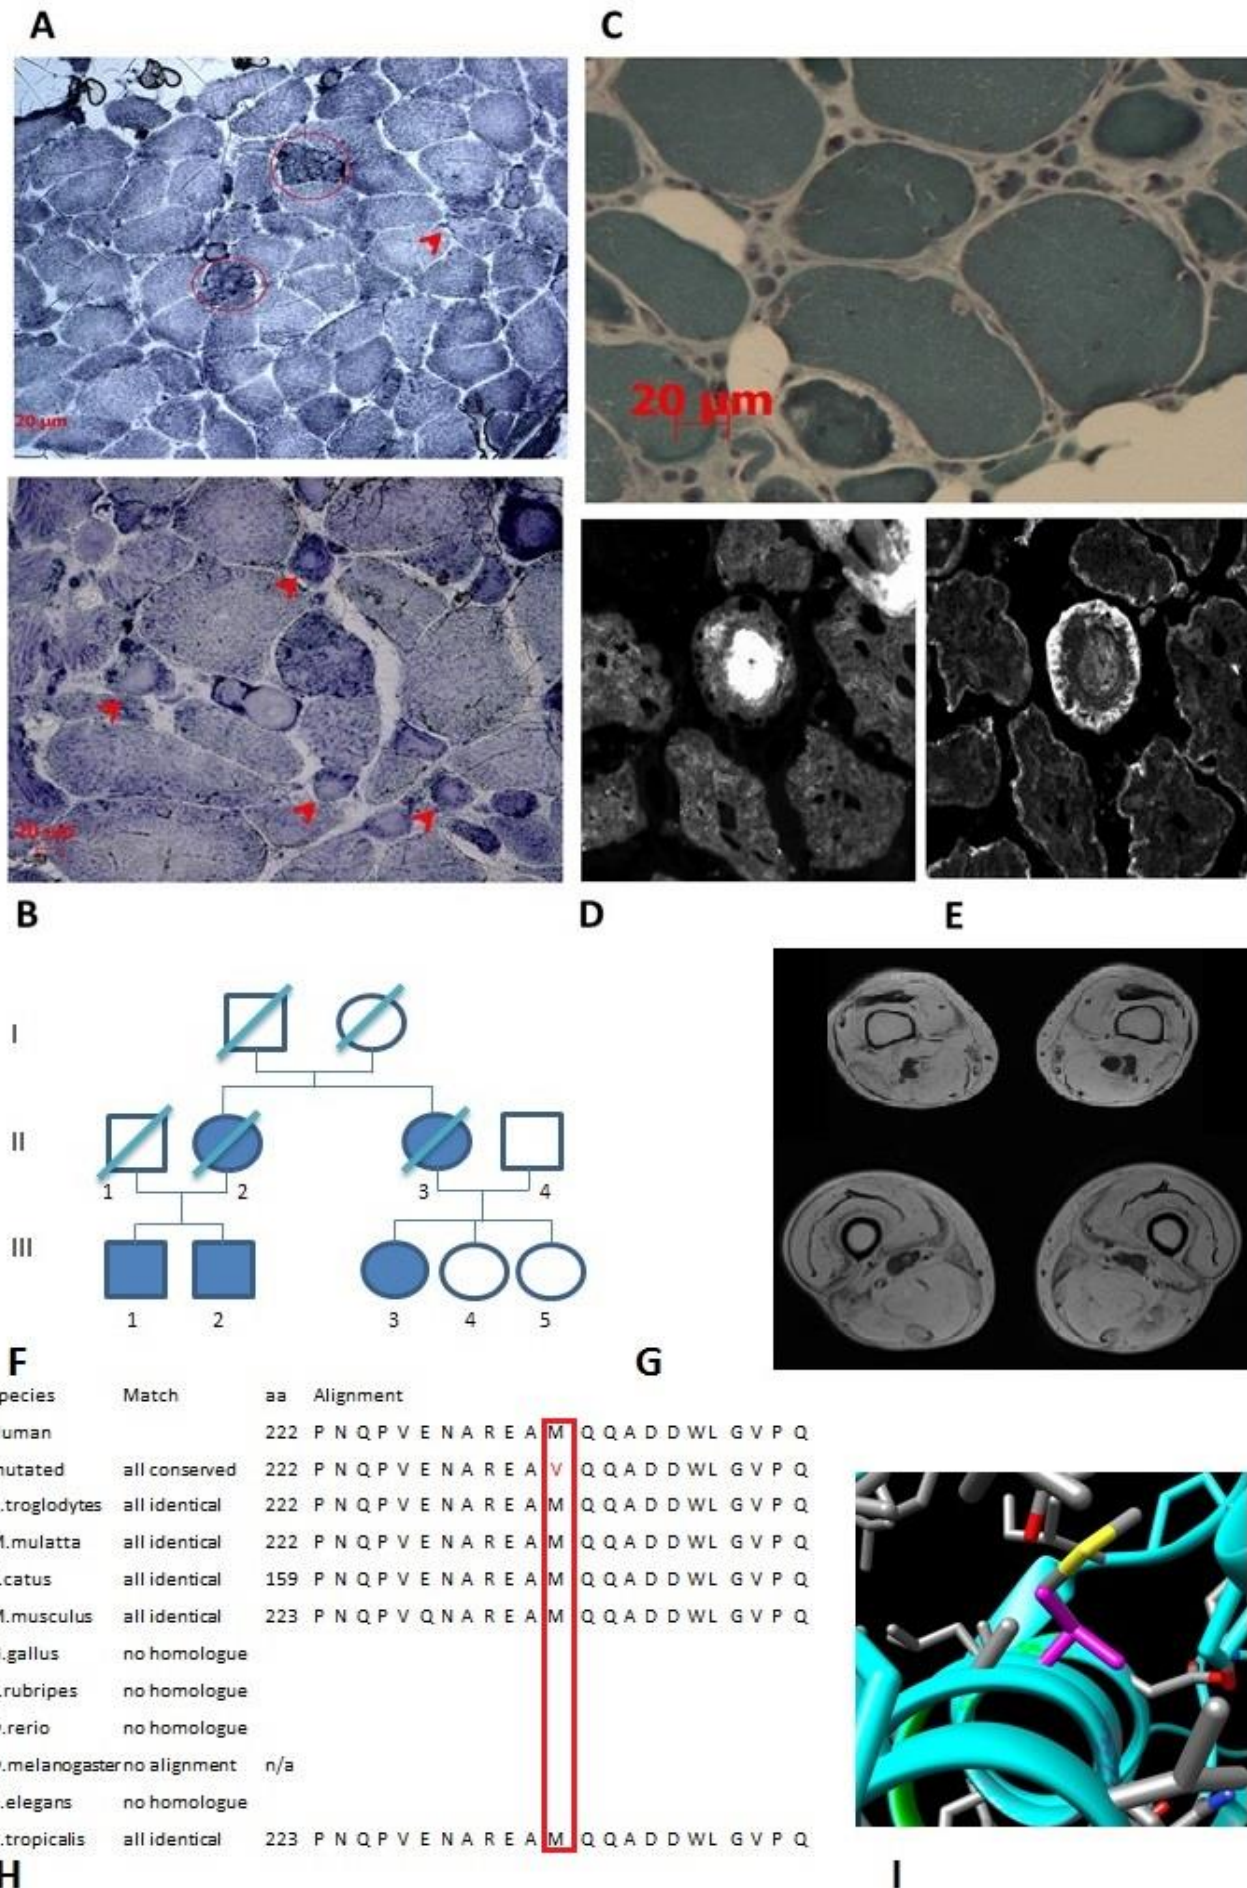 A
C
20 µm
20 µm
B
D
E
I
II
1
2
3
4
III
1
2
3
4
5
F
G
pecies Match aa Alignment
uman 222 P N Q P V E N A R E A M Q Q A D D W L G V P Q
mutated all conserved 222 P N Q P V E N A R E A V Q Q A D D W L G V P Q
.troglodytes all identical 222 P N Q P V E N A R E A M Q Q A D D W L G V P Q
M.mulatta all identical 222 P N Q P V E N A R E A M Q Q A D D W L G V P Q
.catus all identical 159 P N Q P V E N A R E A M Q Q A D D W L G V P Q
M.musculus all identical 223 P N Q P V Q N A R E A M Q Q A D D W L G V P Q
.gallus no homologue
.rubripes no homologue
.rerio no homologue
.melanogaster no alignment n/a
.elegans no homologue
.tropicalis all identical 223 P N Q P V E N A R E A M Q Q A D D W L G V P Q
H
I